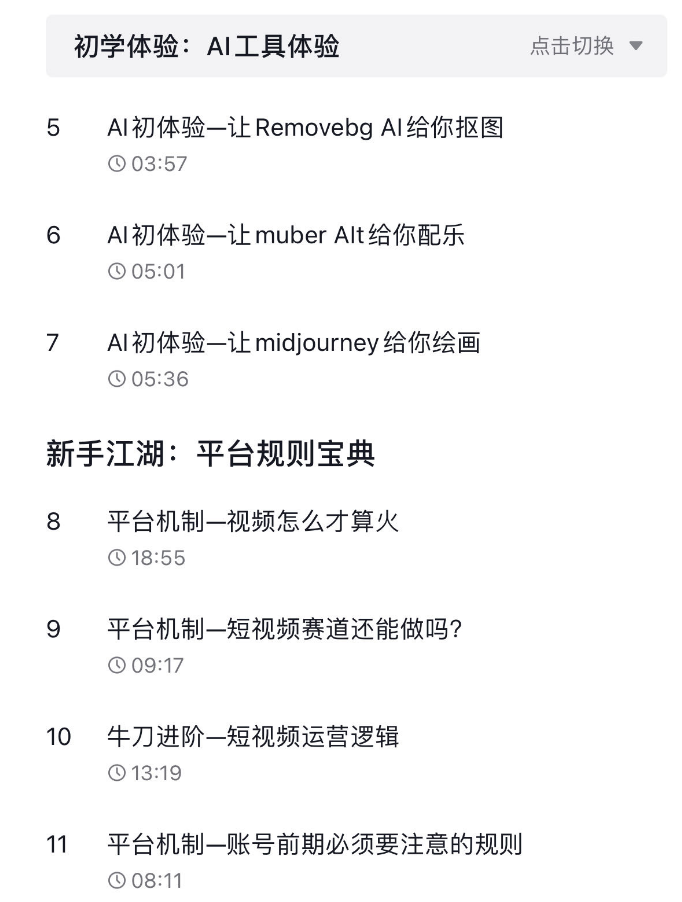 初学体验：AI工具体验 点击切换
5 AI初体验—让Removebg AI给你抠图
03:57
6 AI初体验—让muber AIt给你配乐
05:01
7 AI初体验—让midjourney给你绘画
05:36
新手江湖：平台规则宝典
8 平台机制—视频怎么才算火
18:55
9 平台机制—短视频赛道还能做吗?
09:17
10 牛刀进阶—短视频运营逻辑
13:19
11 平台机制—账号前期必须要注意的规则
08:11